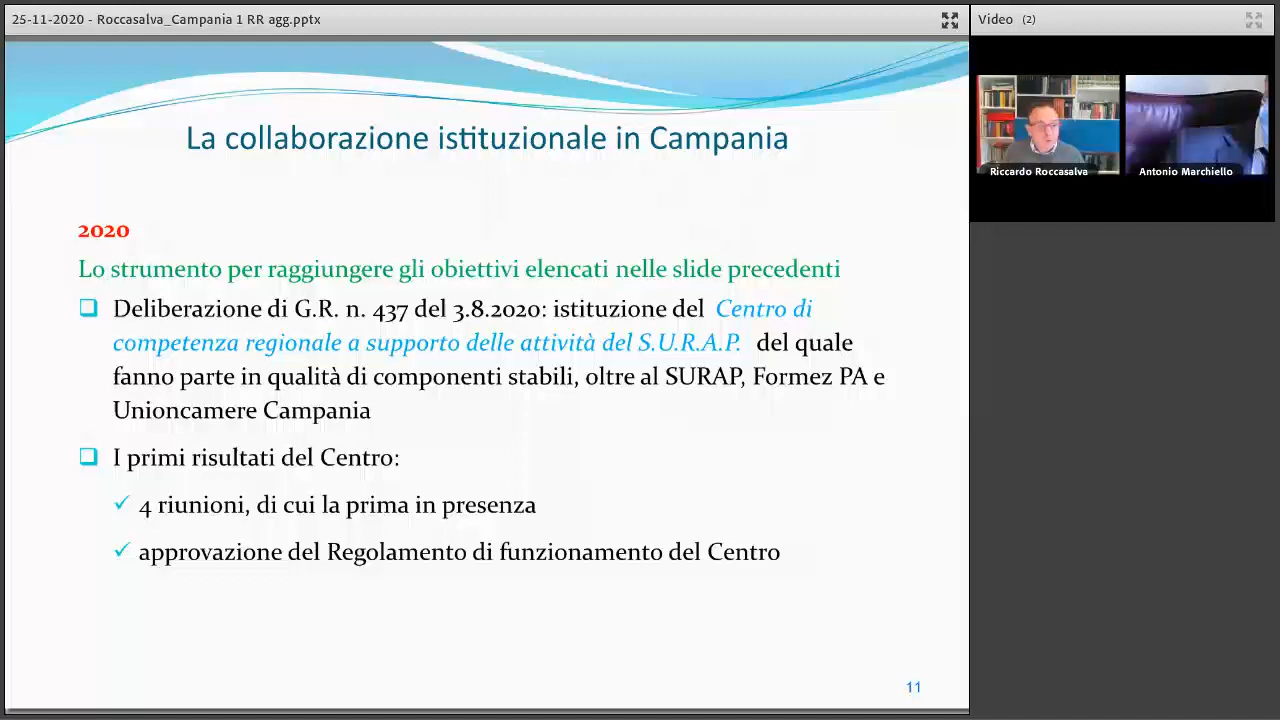 25-11-2020 - Roccasalva_Campania 1 RR agg.pptx
Video (2)
Riccardo Roccasalva
Antonio Marchiello
La collaborazione istituzionale in Campania
2020
Lo strumento per raggiungere gli obiettivi elencati nelle slide precedenti
Deliberazione di G.R. n. 437 del 3.8.2020: istituzione del Centro di
competenza regionale a supporto delle attività del S.U.R.A.P. del quale
fanno parte in qualità di componenti stabili, oltre al SURAP, Formez PA e
Unioncamere Campania
I primi risultati del Centro:
4 riunioni, di cui la prima in presenza
approvazione del Regolamento di funzionamento del Centro
11